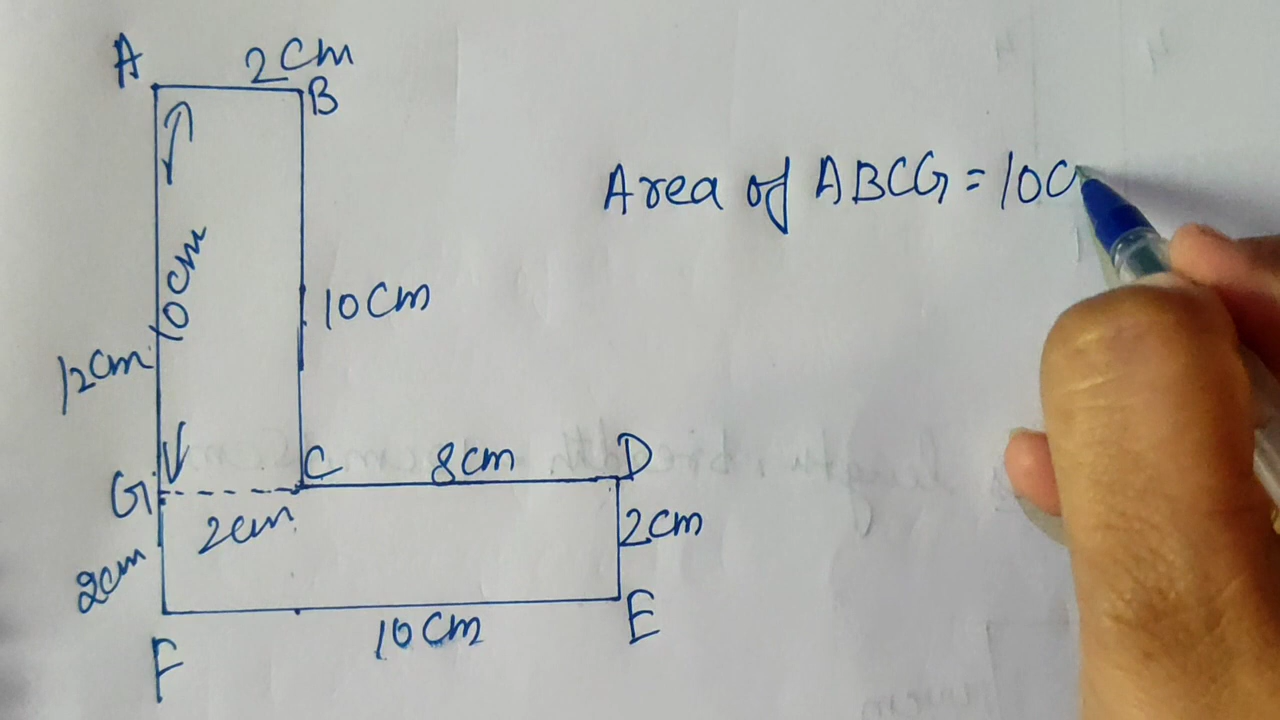 A
2cm
B
Area of ABCG = 10c
10cm
10cm
12cm
G
C
8cm
D
2cm
2cm
2cm
F
10cm
E